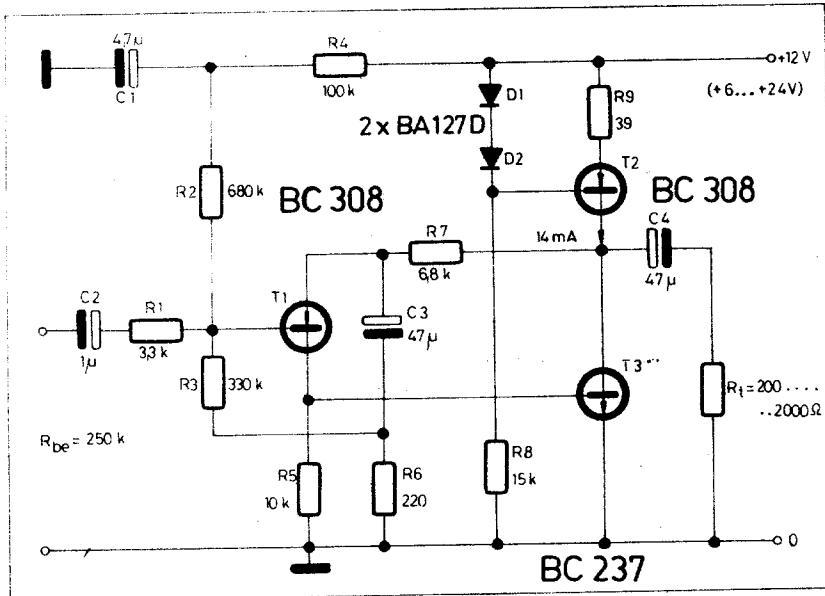 4,7µ
C1
R4
100k
+12V
(+6...+24V)
D1
2 x BA127D
D2
R9
39
T2
BC 308
R2
680k
BC 308
R7
6,8k
14mA
C4
47µ
C2
1µ
R1
3,3k
T1
C3
47µ
R3
330k
T3
Rt=200....
..2000Ω
Rbe = 250k
R5
10k
R6
220
R8
15k
0
BC 237